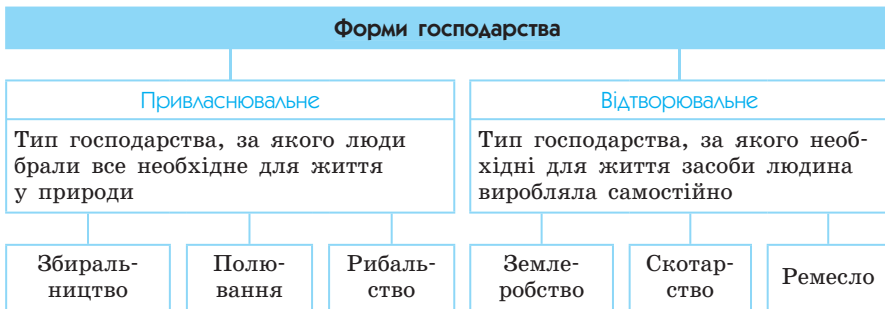 Форми господарства
Привласнювальне
Тип господарства, за якого люди
брали все необхідне для життя
у природи
Відтворювальне
Тип господарства, за якого необ-
хідні для життя засоби людина
виробляла самостійно
Збираль-
ництво
Полю-
вання
Рибаль-
ство
Земле-
робство
Скотар-
ство
Ремесло